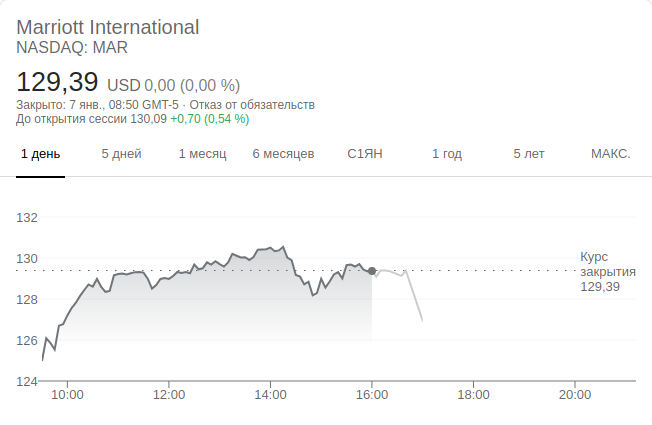 Marriott International
NASDAQ: MAR
129,39 USD 0,00 (0,00 %)
Закрыто: 7 янв., 08:50 GMT-5 · Отказ от обязательств
До открытия сессии 130,09 +0,70 (0,54 %)
1 день 5 дней 1 месяц 6 месяцев С1ЯН 1 год 5 лет МАКС.
132
130
128
126
124
Курс
закрытия
129,39
10:00 12:00 14:00 16:00 18:00 20:00